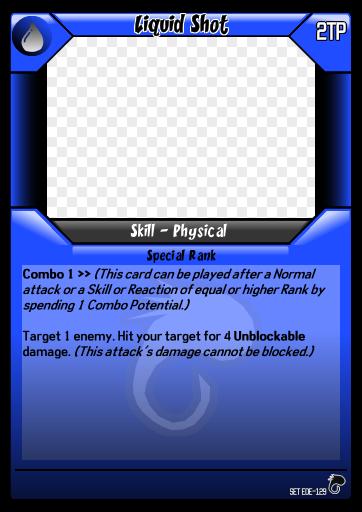 Liquid Shot
2TP
Skill - Physical
Special Rank
Combo 1 >> (This card can be played after a Normal
attack or a Skill or Reaction of equal or higher Rank by
spending 1 Combo Potential.)
Target 1 enemy. Hit your target for 4 Unblockable
damage. (This attack's damage cannot be blocked.)
SET EOE-129